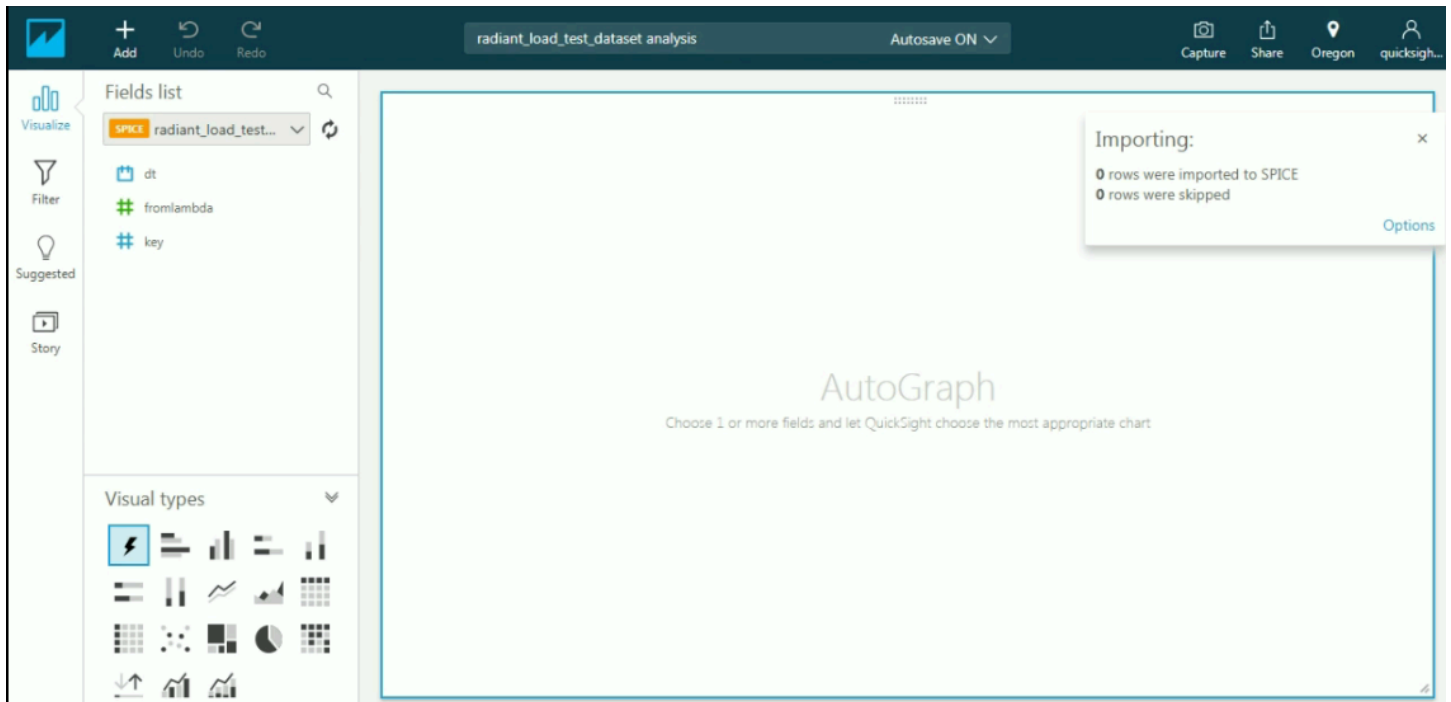 Add
Undo
Redo
radiant_load_test_dataset analysis
Autosave ON
Capture
Share
Oregon
quicksigh...
Visualize
Filter
Suggested
Story
Fields list
SPICE radiant_load_test...
dt
fromlambda
key
Visual types
Importing:
0 rows were imported to SPICE
0 rows were skipped
Options
AutoGraph
Choose 1 or more fields and let QuickSight choose the most appropriate chart